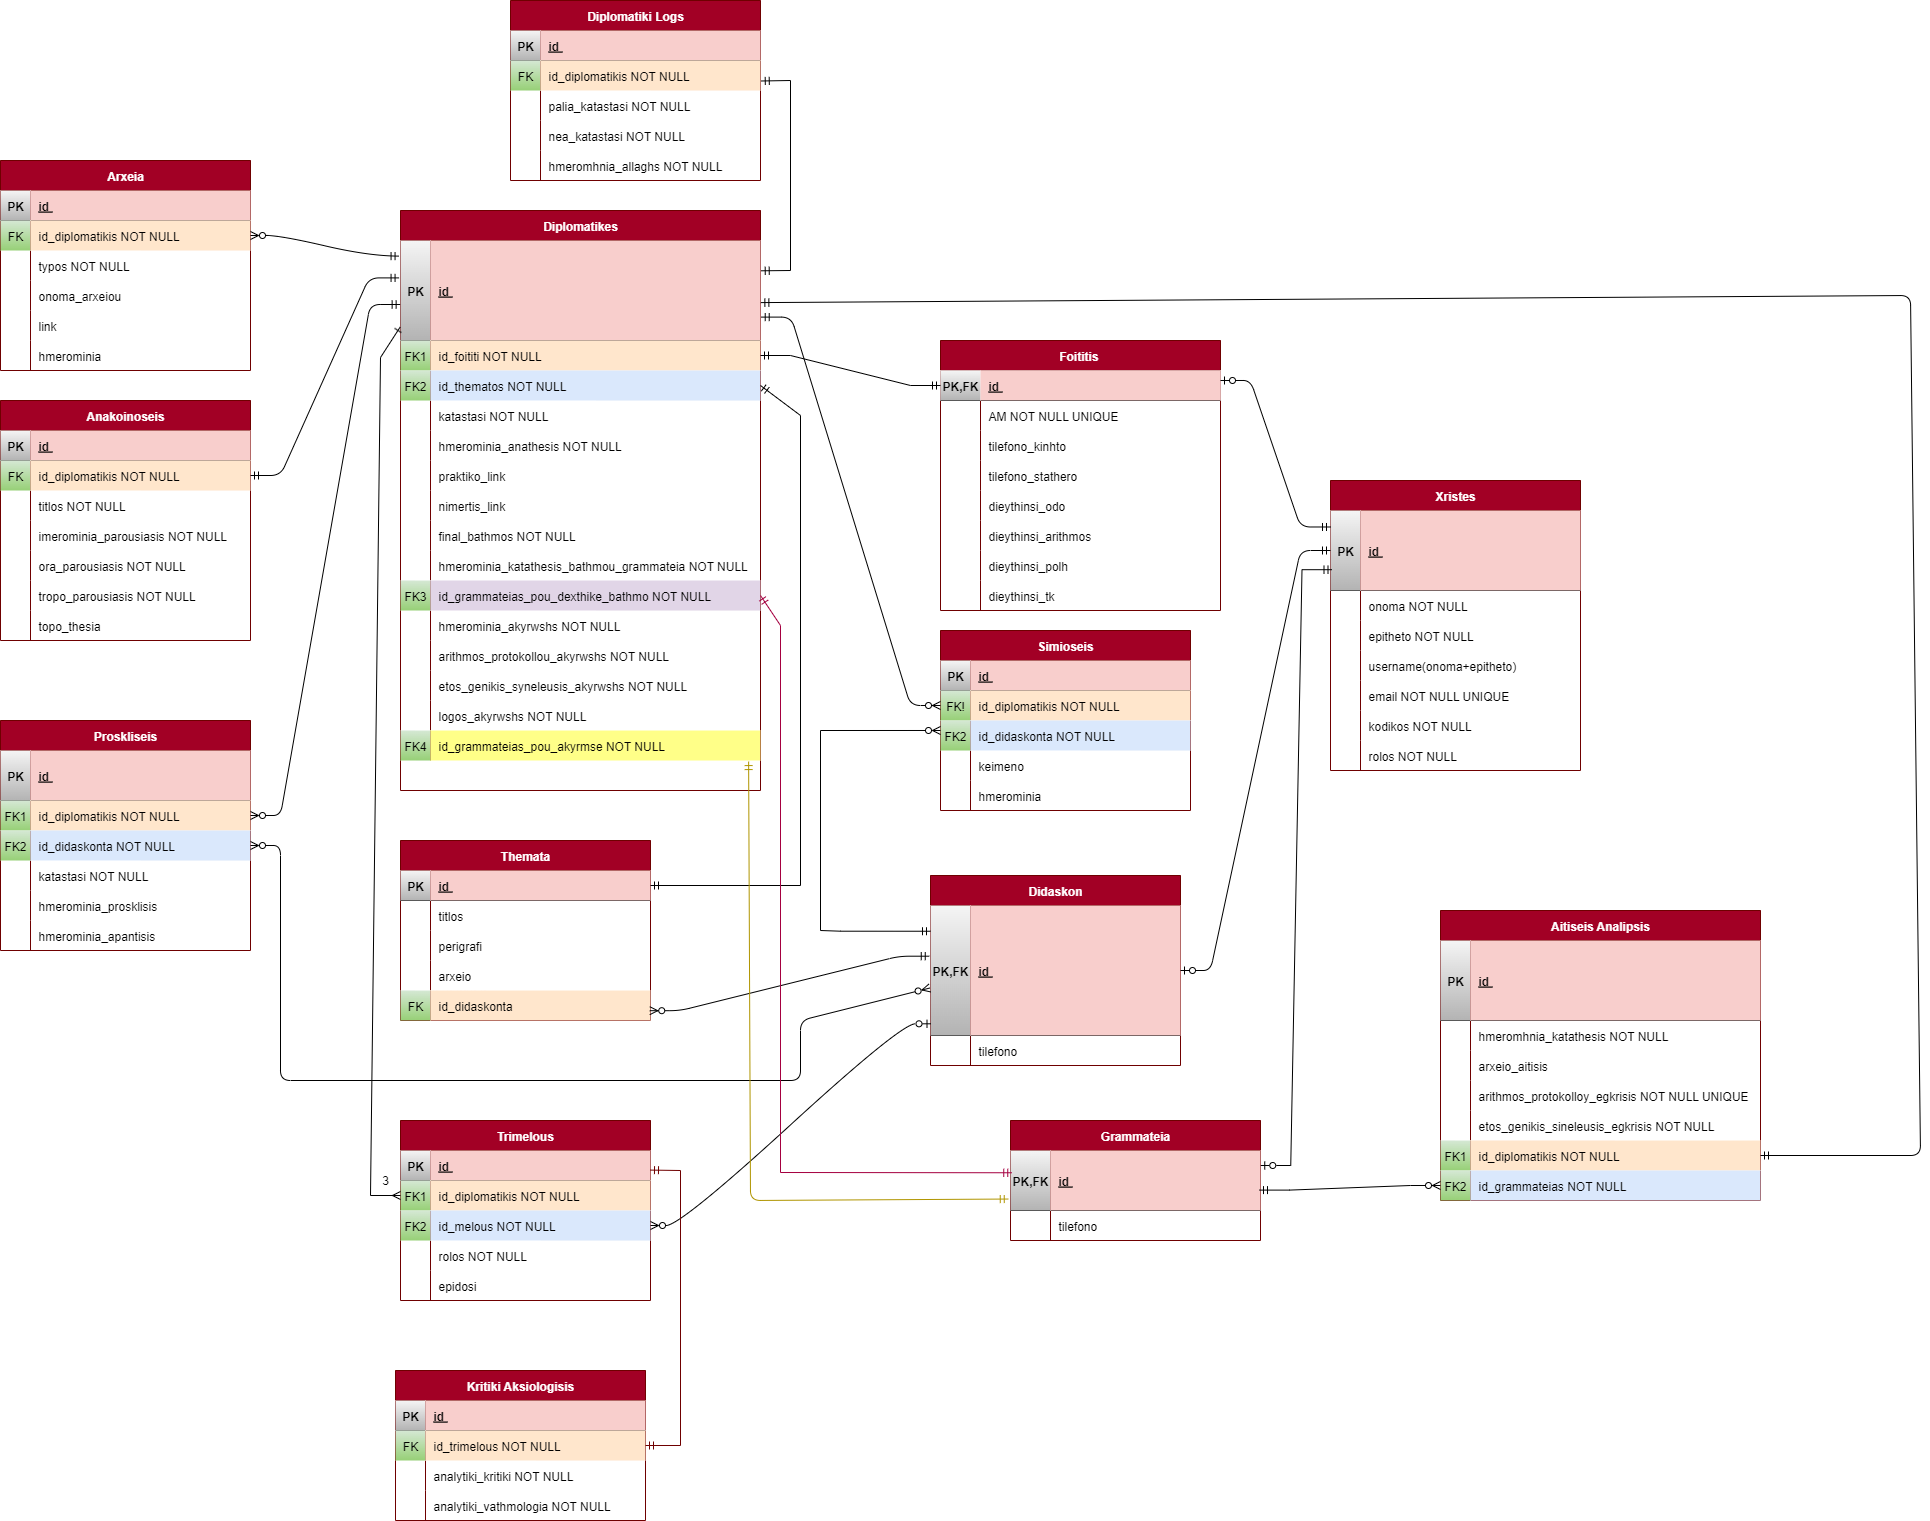 Diplomatiki Logs
PK id
FK id_diplomatikis NOT NULL
palia_katastasi NOT NULL
nea_katastasi NOT NULL
hmeromhnia_allaghs NOT NULL
Arxeia
PK id
FK id_diplomatikis NOT NULL
typos NOT NULL
onoma_arxeiou
link
hmerominia
Anakoinoseis
PK id
FK id_diplomatikis NOT NULL
titlos NOT NULL
imerominia_parousiasis NOT NULL
ora_parousiasis NOT NULL
tropo_parousiasis NOT NULL
topo_thesia
Proskliseis
PK id
FK1 id_diplomatikis NOT NULL
FK2 id_didaskonta NOT NULL
katastasi NOT NULL
hmerominia_prosklisis
hmerominia_apantisis
Diplomatikes
PK id
FK1 id_foititi NOT NULL
FK2 id_thematos NOT NULL
katastasi NOT NULL
hmerominia_anathesis NOT NULL
praktiko_link
nimertis_link
final_bathmos NOT NULL
hmerominia_katathesis_bathmou_grammateia NOT NULL
FK3 id_grammateias_pou_dexthike_bathmo NOT NULL
hmerominia_akyrwshs NOT NULL
arithmos_protokollou_akyrwshs NOT NULL
etos_genikis_syneleusis_akyrwshs NOT NULL
logos_akyrwshs NOT NULL
FK4 id_grammateias_pou_akyrmse NOT NULL
Themata
PK id
titlos
perigrafi
arxeio
FK id_didaskonta
Trimelous
PK id
3
FK1 id_diplomatikis NOT NULL
FK2 id_melous NOT NULL
rolos NOT NULL
epidosi
Kritiki Aksiologisis
PK id
FK id_trimelous NOT NULL
analytiki_kritiki NOT NULL
analytiki_vathmologia NOT NULL
Foititis
PK,FK id
AM NOT NULL UNIQUE
tilefono_kinhto
tilefono_stathero
dieythinsi_odo
dieythinsi_arithmos
dieythinsi_polh
dieythinsi_tk
Simioseis
PK id
FK! id_diplomatikis NOT NULL
FK2 id_didaskonta NOT NULL
keimeno
hmerominia
Didaskon
PK,FK id
tilefono
Grammateia
PK,FK id
tilefono
Xristes
PK id
onoma NOT NULL
epitheto NOT NULL
username(onoma+epitheto)
email NOT NULL UNIQUE
kodikos NOT NULL
rolos NOT NULL
Aitiseis Analipsis
PK id
hmeromhnia_katathesis NOT NULL
arxeio_aitisis
arithmos_protokolloy_egkrisis NOT NULL UNIQUE
etos_genikis_sineleusis_egkrisis NOT NULL
FK1 id_diplomatikis NOT NULL
FK2 id_grammateias NOT NULL